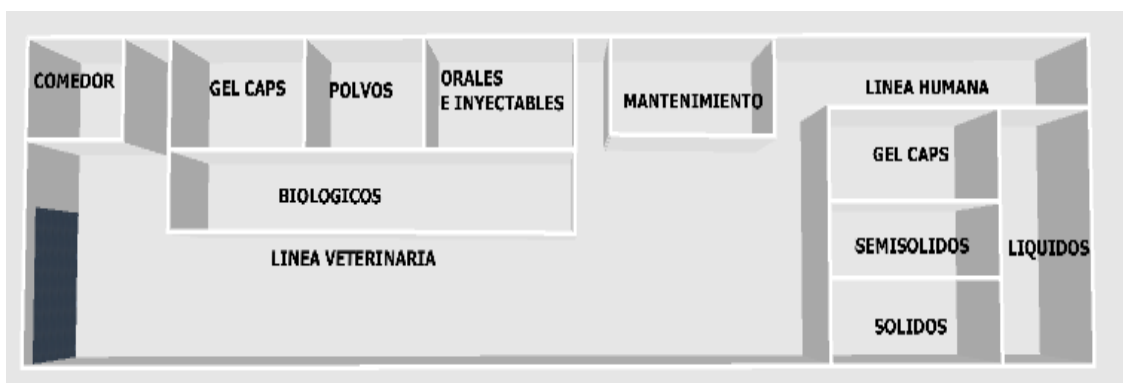 COMEDOR
GEL CAPS
POLVOS
ORALES
E INYECTABLES
MANTENIMIENTO
LINEA HUMANA
GEL CAPS
BIOLOGICOS
SEMISOLIDOS
LIQUIDOS
LINEA VETERINARIA
SOLIDOS